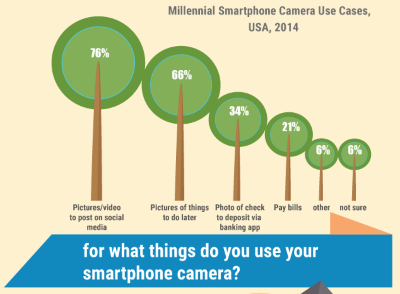 Millennial Smartphone Camera Use Cases,
USA, 2014
76%
66%
34%
21%
6%
6%
Pictures/video
to post on social
media
Pictures of things
to do later
Photo of check
to deposit via
banking app
Pay bills
other
not sure
for what things do you use your
smartphone camera?